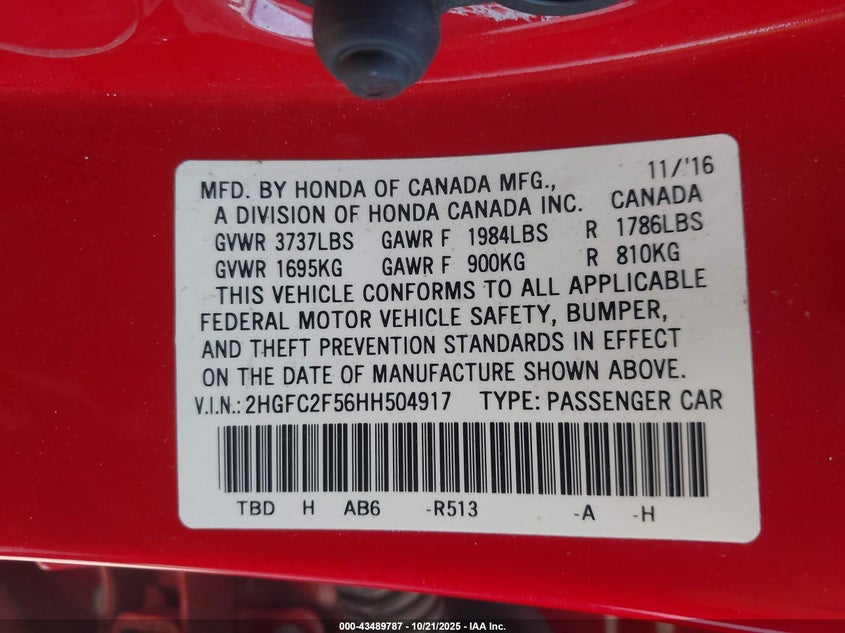 11/'16
MFD. BY HONDA OF CANADA MFG.,
A DIVISION OF HONDA CANADA INC. CANADA
GVWR 3737LBS GAWR F 1984LBS R 1786LBS
GVWR 1695KG GAWR F 900KG R 810KG
THIS VEHICLE CONFORMS TO ALL APPLICABLE
FEDERAL MOTOR VEHICLE SAFETY, BUMPER,
AND THEFT PREVENTION STANDARDS IN EFFECT
ON THE DATE OF MANUFACTURE SHOWN ABOVE.
V.I.N.: 2HGFC2F56HH504917 TYPE: PASSENGER CAR
TBD H AB6 -R513 -A -H
000-43489787 - 10/21/2025 - IAA Inc.